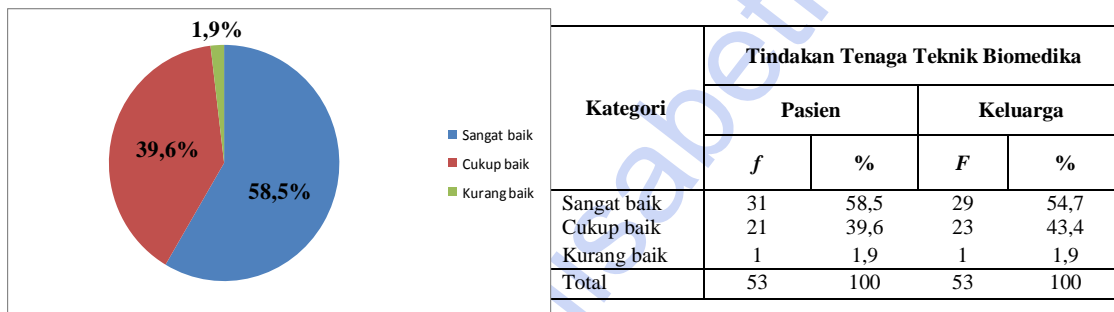 1,9%
39,6%
58,5%
Sangat baik
Cukup baik
Kurang baik
Kategori
Tindakan Tenaga Teknik Biomedika
Pasien Keluarga
f % F %
Sangat baik 31 58,5 29 54,7
Cukup baik 21 39,6 23 43,4
Kurang baik 1 1,9 1 1,9
Total 53 100 53 100